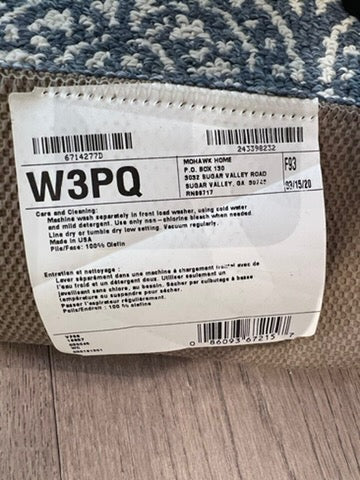 6714277D
243398232
W3PQ
MOHAWK HOME
P.O. BOX 130
3032 SUGAR VALLEY ROAD
SUGAR VALLEY, GA
RN89717
F93
03/15/20
Care and Cleaning:
Machine wash separately in front load washer, using cold water
and mild detergent. Use only non-chlorine bleach when needed.
Line dry or tumble dry low setting. Vacuum regularly.
Made in USA
Pile/Face: 100% Olefin
Entretien et nettoyage :
Laver séparément dans une machine à chargement frontal avec de
l'eau froid et un détergent doux. Utiliser seulement un
javellisant sans chlore, au besoin. Sécher par culbutage à basse
température ou suspendre pour sécher.
Passer l'aspirateur régulièrement.
Pelis/Endroit : 100 % oléfine
0 86093 67215 7